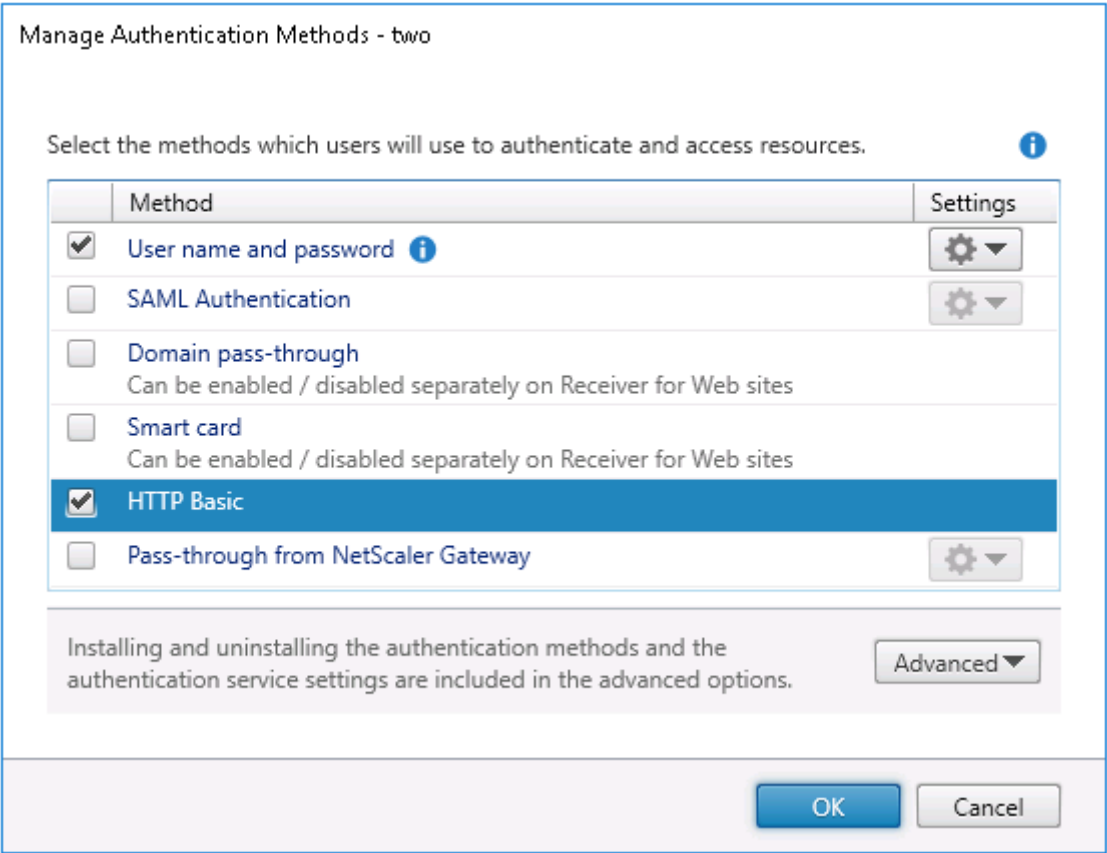 Manage Authentication Methods - two
Select the methods which users will use to authenticate and access resources.
Method Settings
User name and password
SAML Authentication
Domain pass-through
Can be enabled / disabled separately on Receiver for Web sites
Smart card
Can be enabled / disabled separately on Receiver for Web sites
HTTP Basic
Pass-through from NetScaler Gateway
Installing and uninstalling the authentication methods and the
authentication service settings are included in the advanced options.
Advanced
OK Cancel